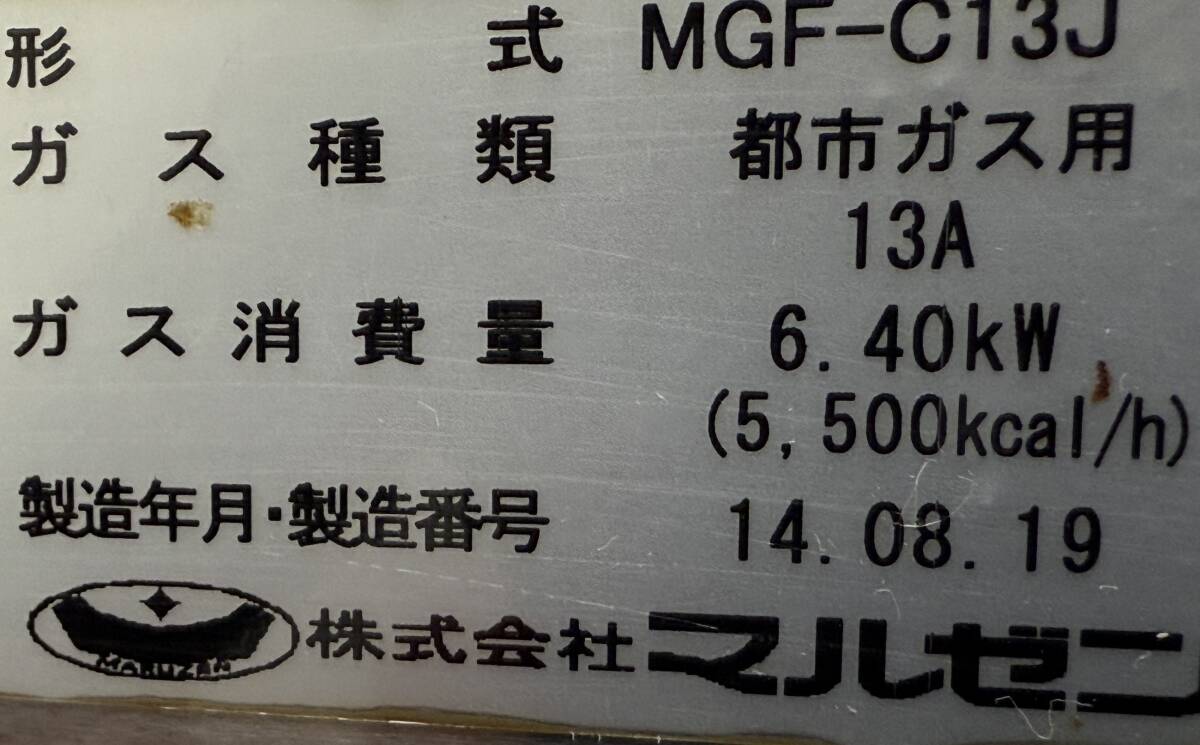 形式 MGF-C13J
ガス種類 都市ガス用
13A
ガス消費量 6.40kW
(5,500kcal/h)
製造年月・製造番号 14.08.19
MARUZEN 株式会社マルゼン